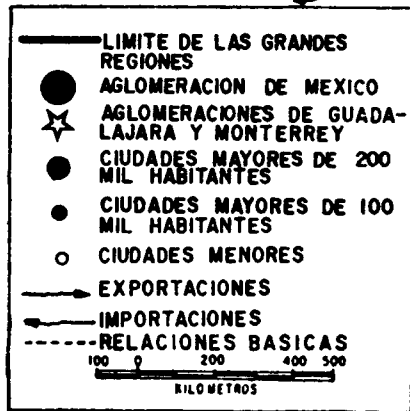 LIMITE DE LAS GRANDES
REGIONES
AGLOMERACION DE MEXICO
AGLOMERACIONES DE GUADA-
LAJARA Y MONTERREY
CIUDADES MAYORES DE 200
MIL HABITANTES
CIUDADES MAYORES DE 100
MIL HABITANTES
CIUDADES MENORES
EXPORTACIONES
IMPORTACIONES
RELACIONES BASICAS
100 0 200 400 500
KILOMETROS